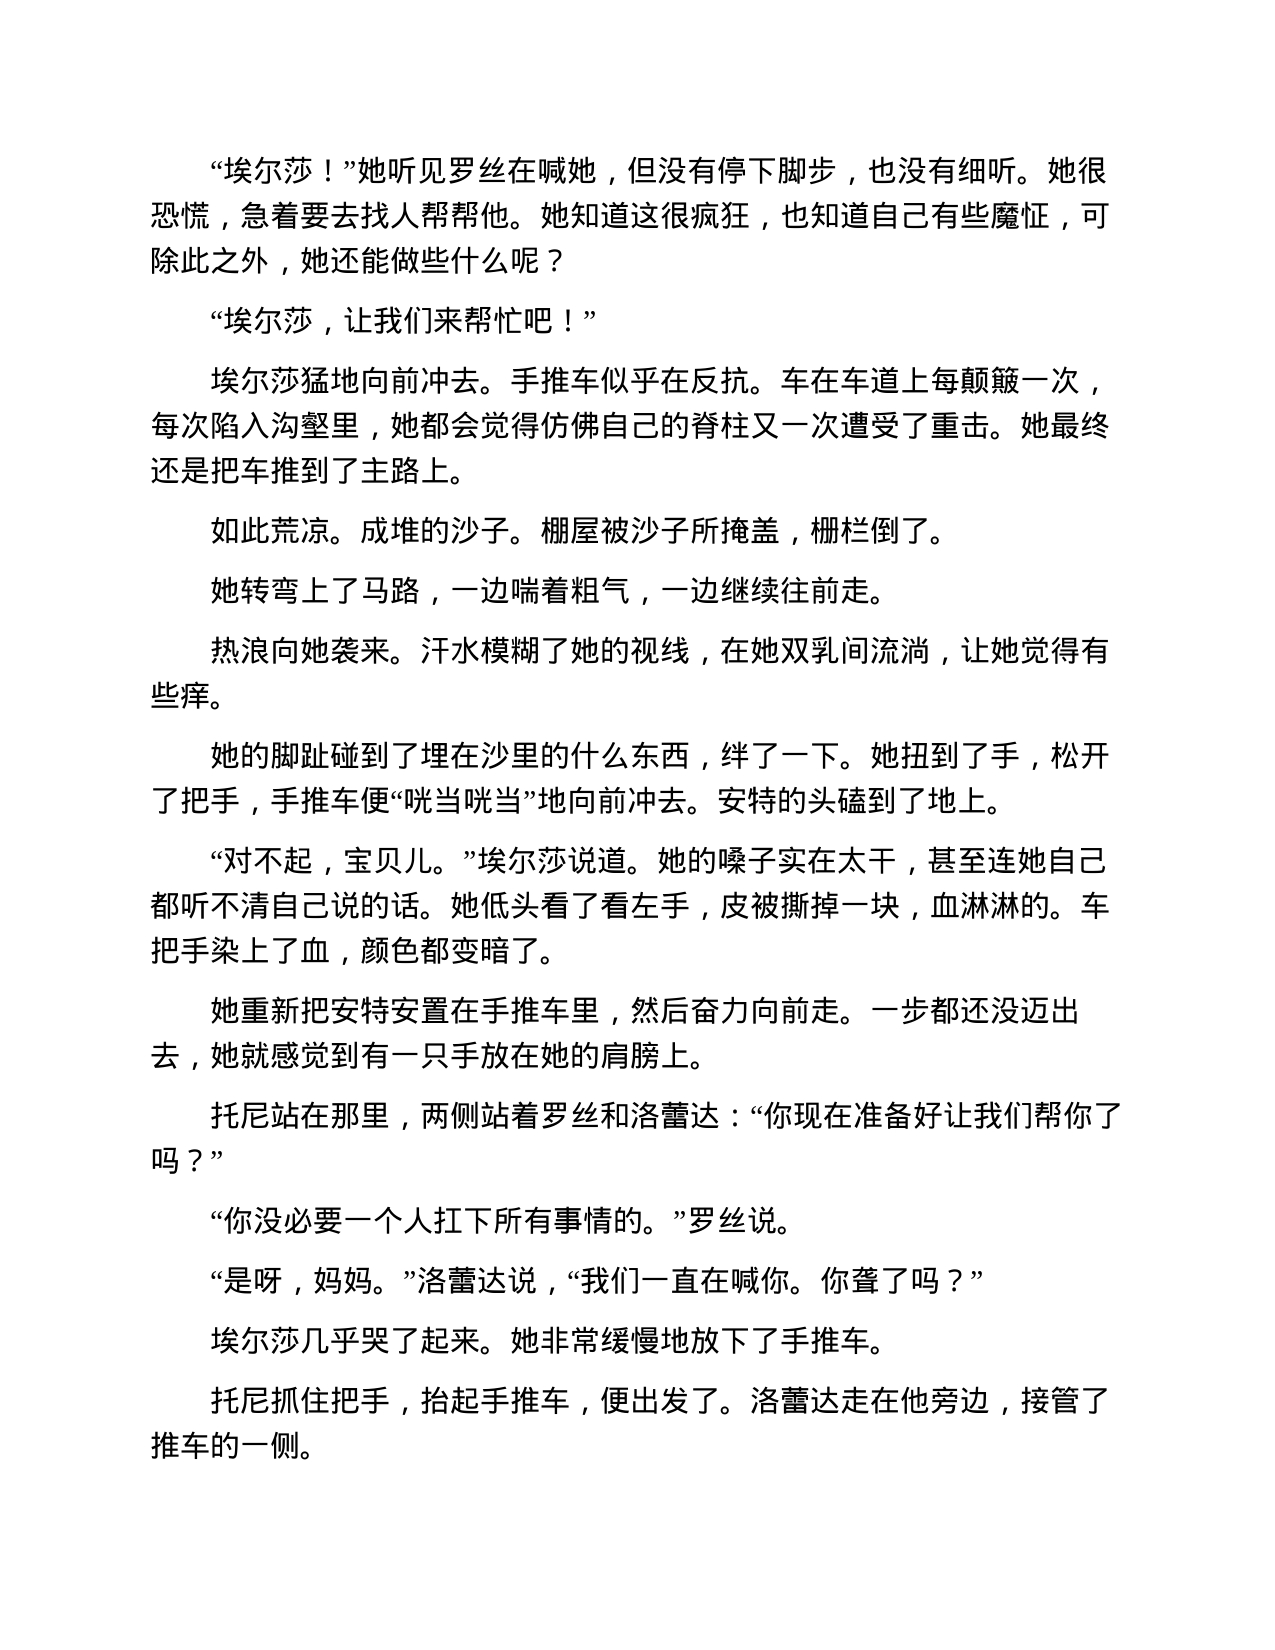 “埃尔莎！”她听见罗丝在喊她，但没有停下脚步，也没有细听。她很
恐慌，急着要去找人帮帮他。她知道这很疯狂，也知道自己有些魔怔，可
除此之外，她还能做些什么呢？
“埃尔莎，让我们来帮忙吧！”
埃尔莎猛地向前冲去。手推车似乎在反抗。车在车道上每颠簸一次，
每次陷入沟壑里，她都会觉得仿佛自己的脊柱又一次遭受了重击。她最终
还是把车推到了主路上。
如此荒凉。成堆的沙子。棚屋被沙子所掩盖，栅栏倒了。
她转弯上了马路，一边喘着粗气，一边继续往前走。
热浪向她袭来。汗水模糊了她的视线，在她双乳间流淌，让她觉得有
些痒。
她的脚趾碰到了埋在沙里的什么东西，绊了一下。她扭到了手，松开
了把手，手推车便“咣当咣当”地向前冲去。安特的头磕到了地上。
“对不起，宝贝儿。”埃尔莎说道。她的嗓子实在太干，甚至连她自己
都听不清自己说的话。她低头看了看左手，皮被撕掉一块，血淋淋的。车
把手染上了血，颜色都变暗了。
她重新把安特安置在手推车里，然后奋力向前走。一步都还没迈出
去，她就感觉到有一只手放在她的肩膀上。
托尼站在那里，两侧站着罗丝和洛蕾达：“你现在准备好让我们帮你了
吗？”
“你没必要一个人扛下所有事情的。”罗丝说。
“是呀，妈妈。”洛蕾达说，“我们一直在喊你。你聋了吗？”
埃尔莎几乎哭了起来。她非常缓慢地放下了手推车。
托尼抓住把手，抬起手推车，便出发了。洛蕾达走在他旁边，接管了
推车的一侧。